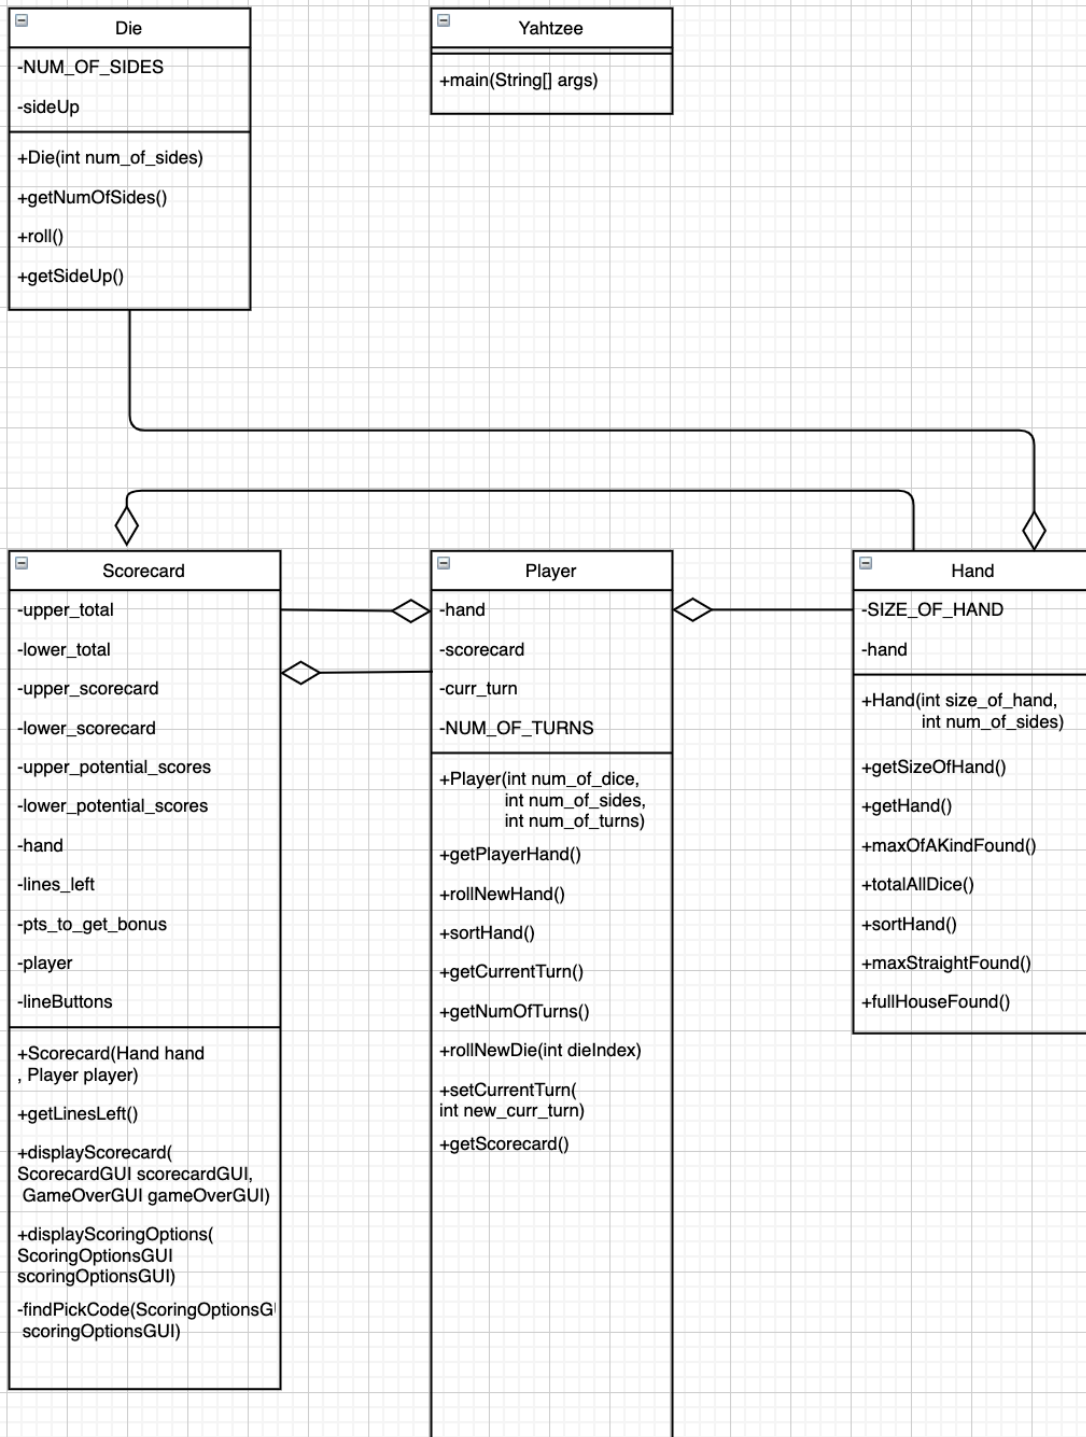 Die
-NUM_OF_SIDES
-sideUp
+Die(int num_of_sides)
+getNumOfSides()
+roll()
+getSideUp()
Yahtzee
+main(String[] args)
Scorecard
-upper_total
-lower_total
-upper_scorecard
-lower_scorecard
-upper_potential_scores
-lower_potential_scores
-hand
-lines_left
-pts_to_get_bonus
-player
-lineButtons
+Scorecard(Hand hand
, Player player)
+getLinesLeft()
+displayScorecard(
ScorecardGUI scorecardGUI,
GameOverGUI gameOverGUI)
+displayScoringOptions(
ScoringOptionsGUI
scoringOptionsGUI)
-findPickCode(ScoringOptionsG
scoringOptionsGUI)
Player
-hand
-scorecard
-curr_turn
-NUM_OF_TURNS
+Player(int num_of_dice,
int num_of_sides,
int num_of_turns)
+getPlayerHand()
+rollNewHand()
+sortHand()
+getCurrentTurn()
+getNumOfTurns()
+rollNewDie(int dieIndex)
+setCurrentTurn(
int new_curr_turn)
+getScorecard()
Hand
-SIZE_OF_HAND
-hand
+Hand(int size_of_hand,
int num_of_sides)
+getSizeOfHand()
+getHand()
+maxOfAKindFound()
+totalAllDice()
+sortHand()
+maxStraightFound()
+fullHouseFound()